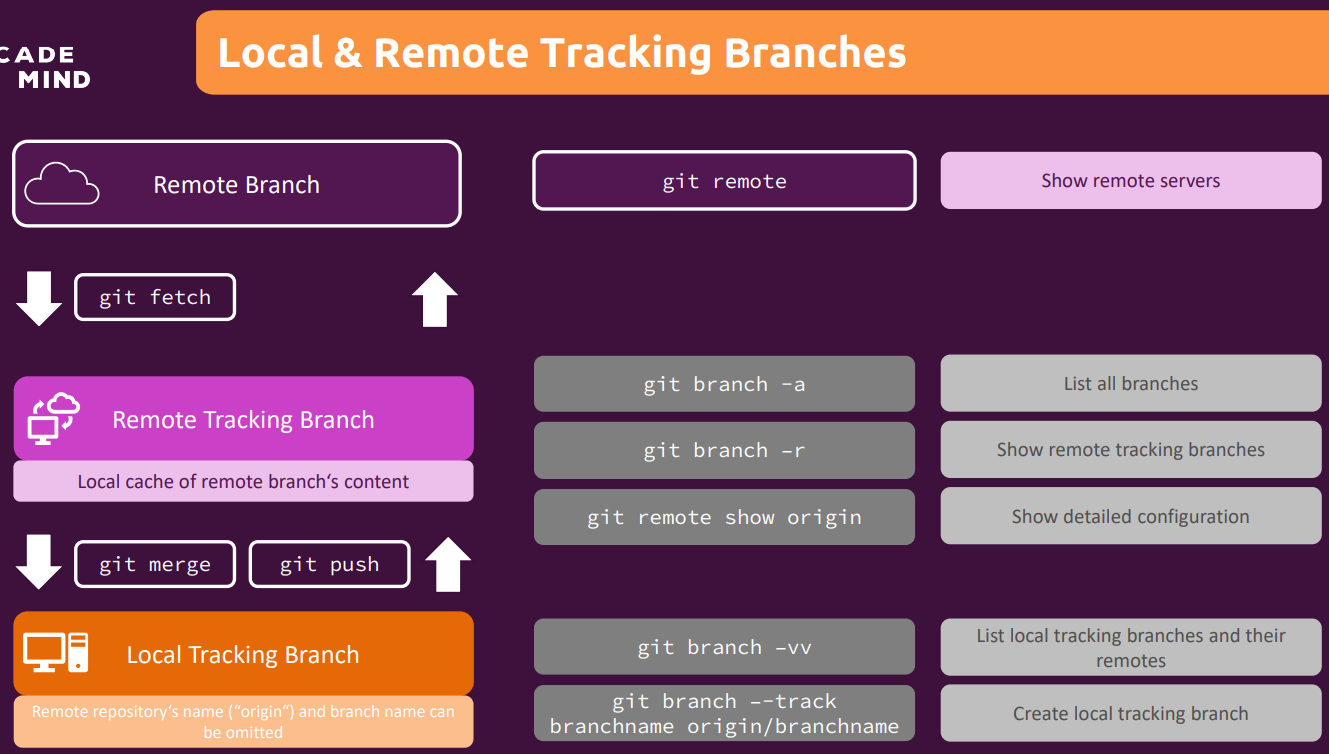 CADE
MIND
Local & Remote Tracking Branches
Remote Branch
git remote
Show remote servers
git fetch
Remote Tracking Branch
Local cache of remote branch‘s content
git branch -a
List all branches
git branch –r
Show remote tracking branches
git remote show origin
Show detailed configuration
git merge
git push
Local Tracking Branch
Remote repository‘s name (“origin“) and branch name can
be omitted
git branch –vv
List local tracking branches and their
remotes
git branch –-track
branchname origin/branchname
Create local tracking branch